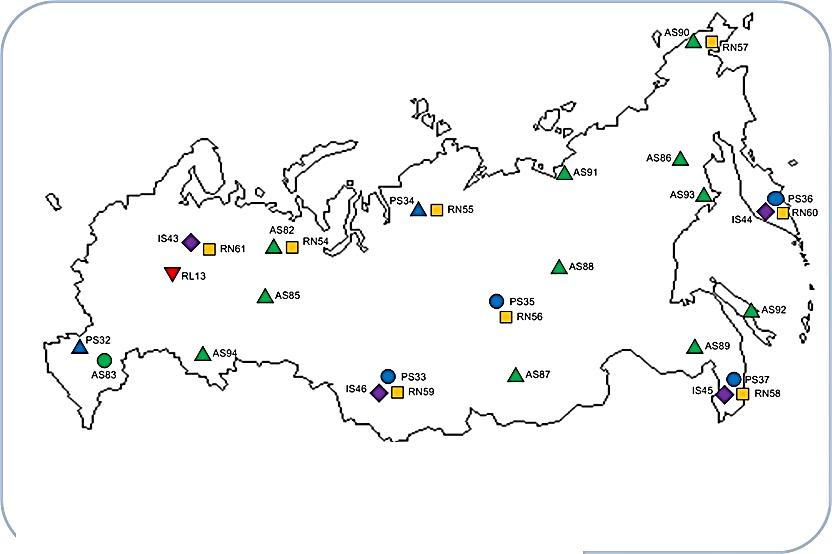 AS90
RN57
AS86
AS91
AS93
PS36
PS34
RN55
RN60
IS44
AS82
RN54
IS43
RN61
RL13
AS88
AS85
PS35
RN56
AS92
PS32
AS83
AS94
AS89
AS87
PS33
IS46
RN59
PS37
IS45
RN58